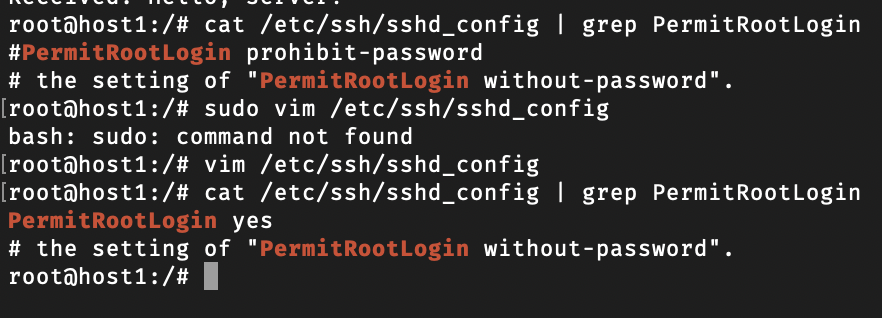 Received: Hello, server!
root@host1:/# cat /etc/ssh/sshd_config | grep PermitRootLogin
#PermitRootLogin prohibit-password
# the setting of "PermitRootLogin without-password".
[root@host1:/# sudo vim /etc/ssh/sshd_config
bash: sudo: command not found
[root@host1:/# vim /etc/ssh/sshd_config
[root@host1:/# cat /etc/ssh/sshd_config | grep PermitRootLogin
PermitRootLogin yes
# the setting of "PermitRootLogin without-password".
root@host1:/#